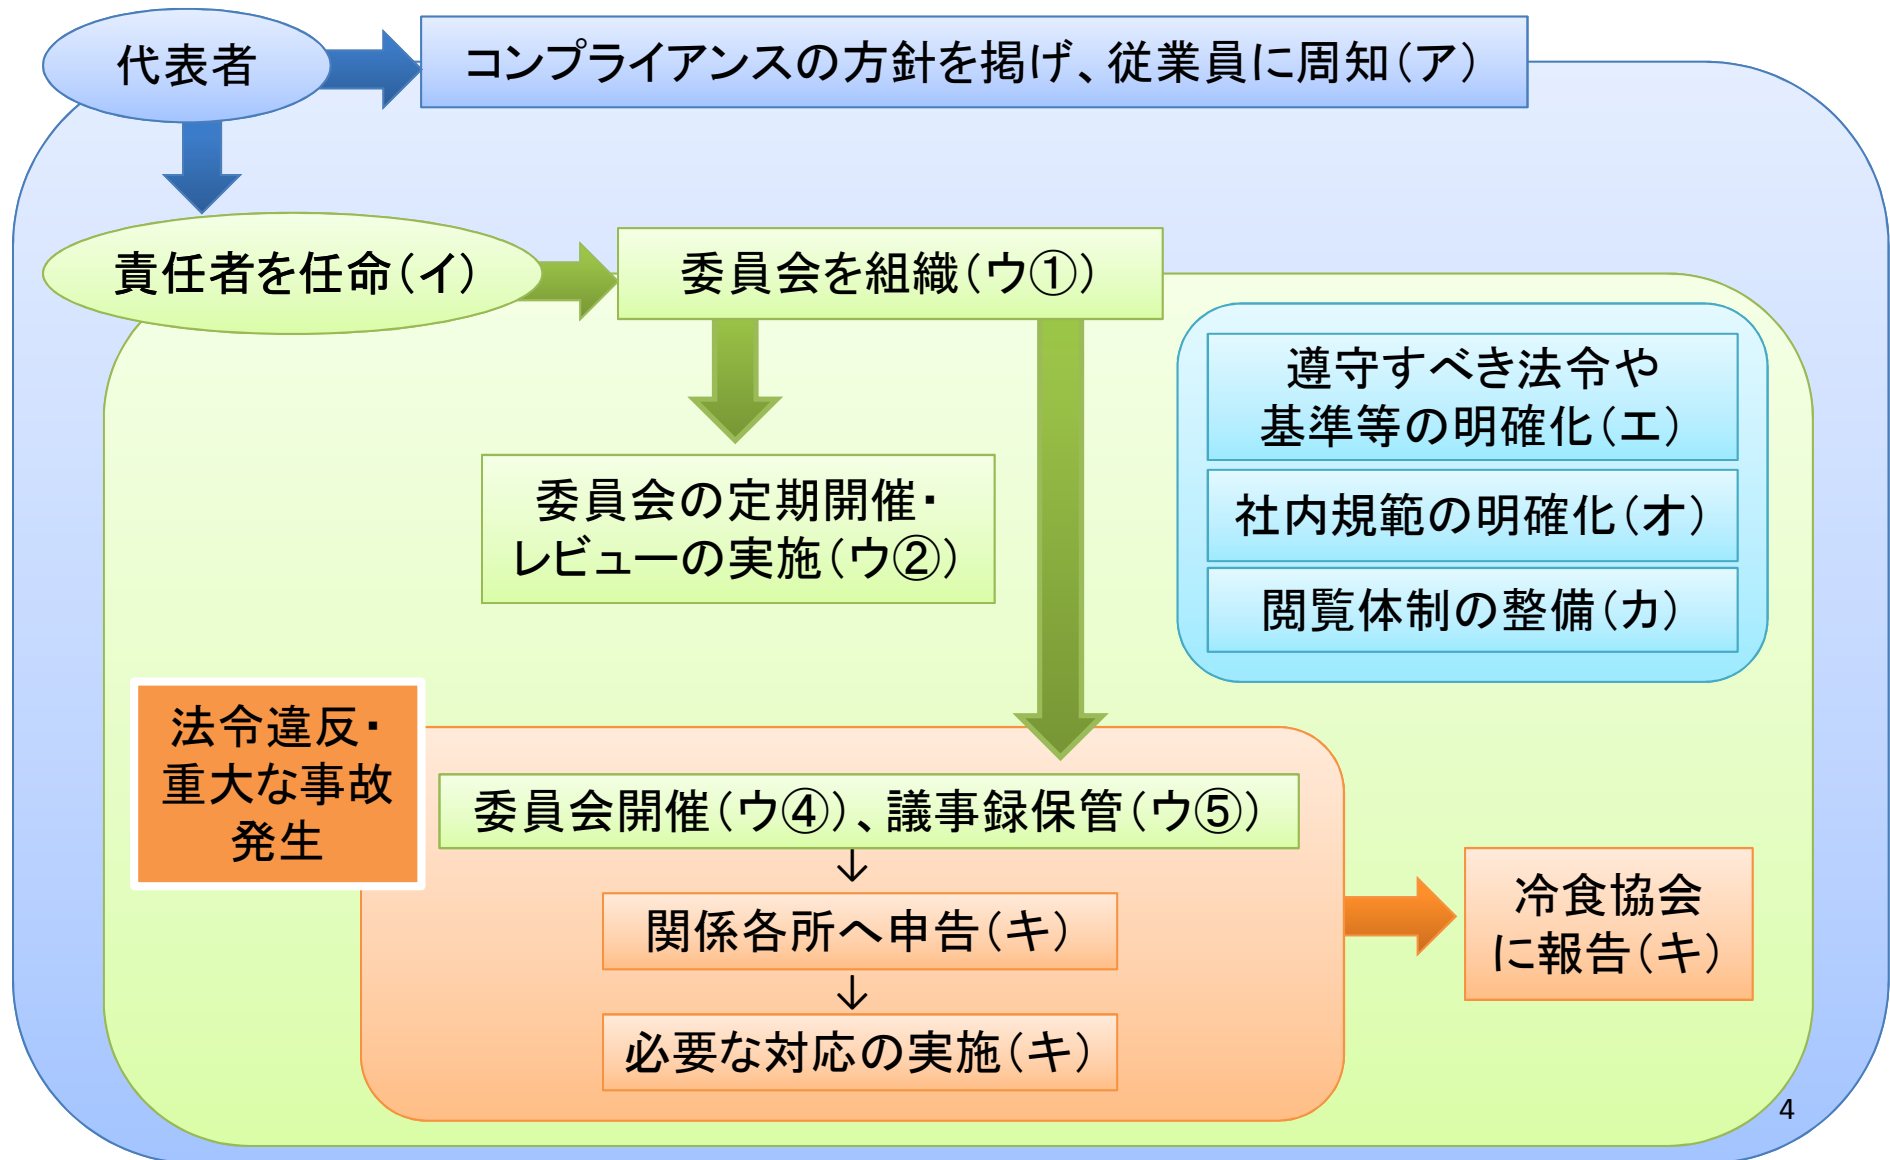 代表者
コンプライアンスの方針を掲げ、従業員に周知（ア）
責任者を任命（イ）
委員会を組織（ウ①）
遵守すべき法令や
基準等の明確化（エ）
社内規範の明確化（オ）
閲覧体制の整備（カ）
委員会の定期開催・
レビューの実施（ウ②）
法令違反・
重大な事故
発生
委員会開催（ウ④）、議事録保管（ウ⑤）
↓
関係各所へ申告（キ）
↓
必要な対応の実施（キ）
冷食協会
に報告（キ）
4